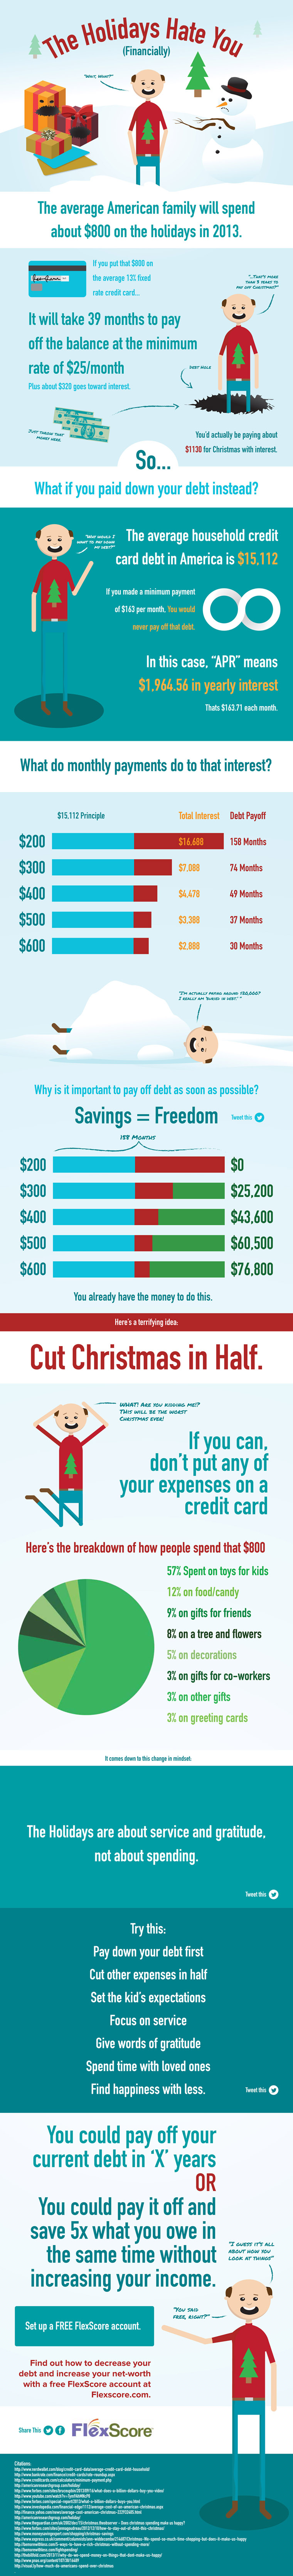 The Holidays Hate You
(Financially)
"Wait, What?"
The average American family will spend
about $800 on the holidays in 2013.
If you put that $800 on
the average 13% fixed
rate credit card...
"...That's more
than 3 years to
pay off Christmas?"
It will take 39 months to pay
off the balance at the minimum
rate of $25/month
Plus about $320 goes toward interest.
Debt Hole
Just throw that
money here
You'd actually be paying about
$1130 for Christmas with interest.
So...
What if you paid down your debt instead?
"Why would I
want to pay down
my debt?"
The average household credit
card debt in America is $15,112
If you made a minimum payment
of $163 per month, You would
never pay off that debt.
In this case, "APR" means
$1,964.56 in yearly interest
Thats $163.71 each month.
What do monthly payments do to that interest?
$15,112 Principle Total Interest Debt Payoff
$200 $16,688 158 Months
$300 $7,088 74 Months
$400 $4,478 49 Months
$500 $3,388 37 Months
$600 $2,888 30 Months
"I'm actually paying around $30,000?
I really am buried in debt."
Why is it important to pay off debt as soon as possible?
Savings = Freedom
Tweet this
158 Months
$200 $0
$300 $25,200
$400 $43,600
$500 $60,500
$600 $76,800
You already have the money to do this.
Here's a terrifying idea:
Cut Christmas in Half.
What! Are you kidding me!?
This will be the worst
Christmas ever!
If you can,
don't put any of
your expenses on a
credit card
Here's the breakdown of how people spend that $800
57% Spent on toys for kids
12% on food/candy
9% on gifts for friends
8% on a tree and flowers
5% on decorations
3% on gifts for co-workers
3% on other gifts
3% on greeting cards
It comes down to this change in mindset.
The Holidays are about service and gratitude,
not about spending.
Tweet this
Try this:
Pay down your debt first
Cut other expenses in half
Set the kid's expectations
Focus on service
Give words of gratitude
Spend time with loved ones
Find happiness with less.
Tweet this
You could pay off your
current debt in 'X' years
OR
You could pay it off and
save 5x what you owe in
the same time without
increasing your income.
"I guess it's all
about how you
look at things"
"You said
free, right?"
Set up a FREE FlexScore account.
Find out how to decrease your
debt and increase your net-worth
with a free FlexScore account at
Flexscore.com.
Share This
FlexScore
Citations: